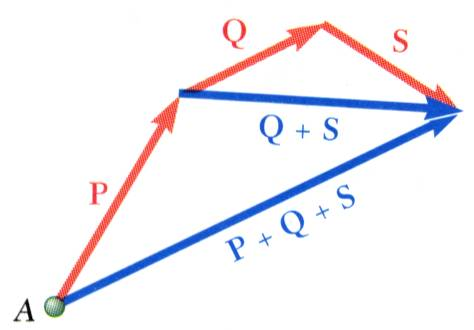 Q
S
P
Q + S
P + Q + S
A